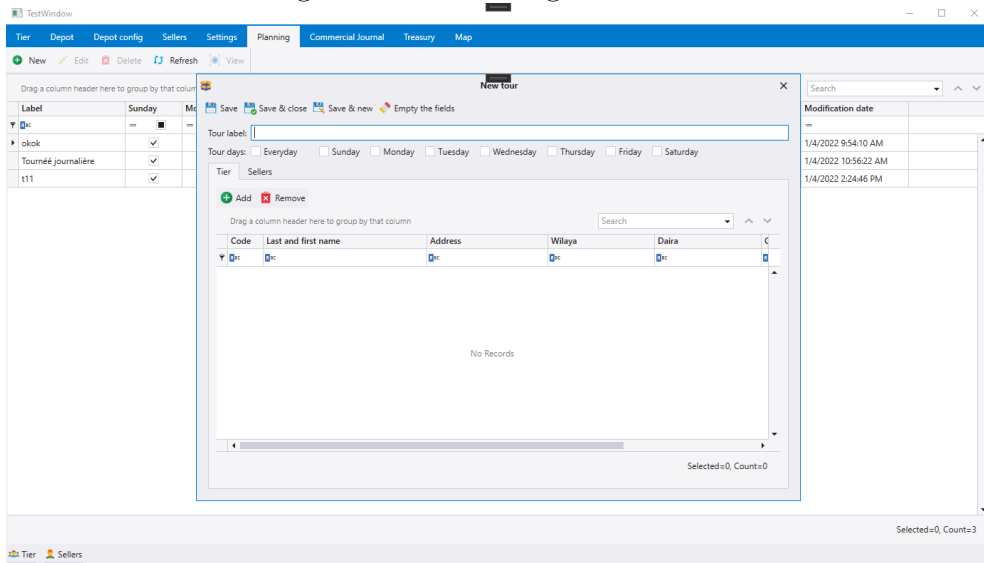 TestWindow
Tier Depot Depot config Sellers Settings Planning Commercial Journal Treasury Map
New Edit Delete Refresh View
Drag a column header here to group by that colum
Search
Label Sunday Mo Modification date
okok 1/4/2022 9:54:10 AM
Tournéé journalière 1/4/2022 10:56:22 AM
t11 1/4/2022 2:24:46 PM
New tour
Save Save & close Save & new Empty the fields
Tour label:
Tour days: Everyday Sunday Monday Tuesday Wednesday Thursday Friday Saturday
Tier Sellers
Add Remove
Drag a column header here to group by that column
Search
Code Last and first name Address Wilaya Daira
No Records
Selected=0, Count=0
Selected=0, Count=3
Tier Sellers